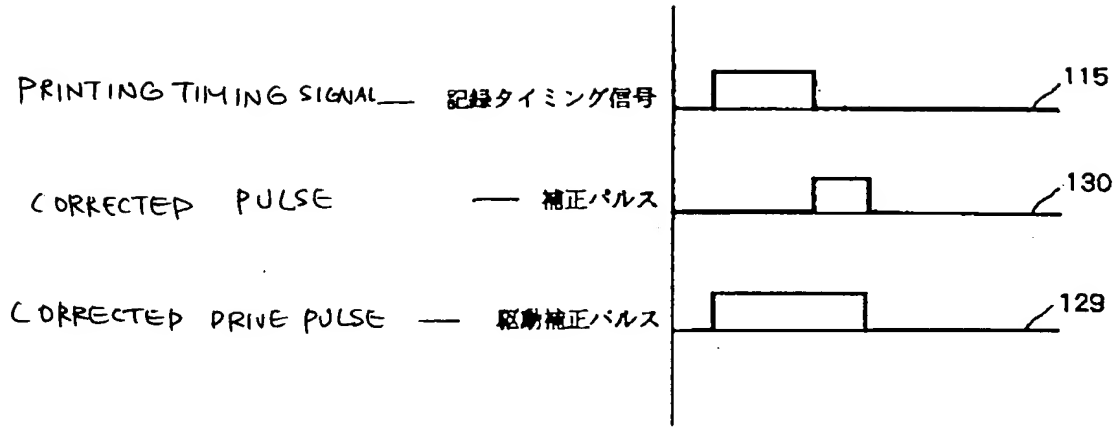 PRINTING TIMING SIGNAL — 記録タイミング信号 115
CORRECTED PULSE — 補正パルス 130
CORRECTED DRIVE PULSE — 駆動補正パルス 129